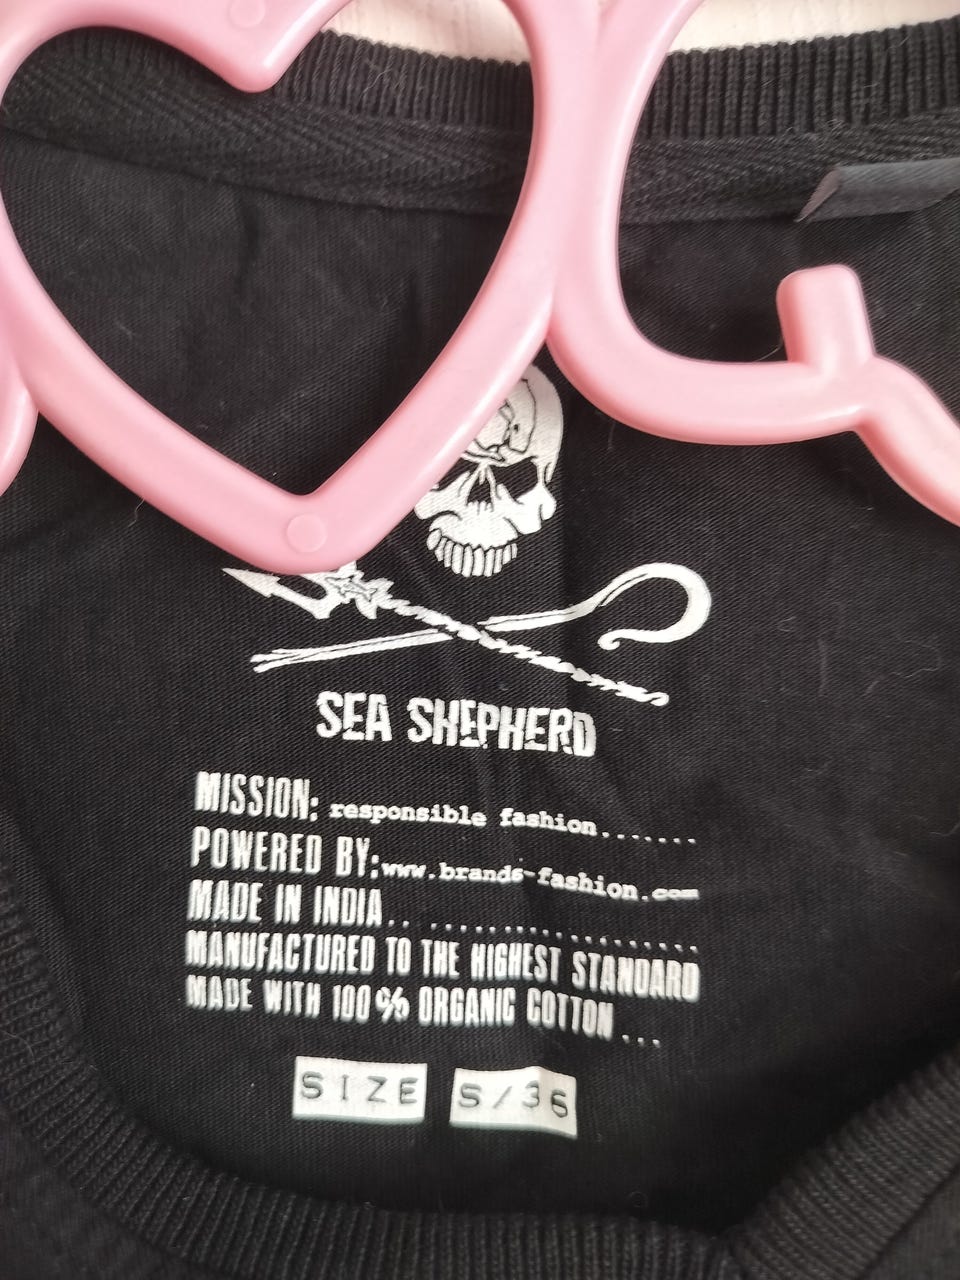 SEA SHEPHERD
MISSION: responsible fashion.......
POWERED BY:www.brands-fashion.com
MADE IN INDIA.. ....................
MANUFACTURED TO THE HIGHEST STANDARD
MADE WITH 100% ORGANIC COTTON ...
SIZE S/36